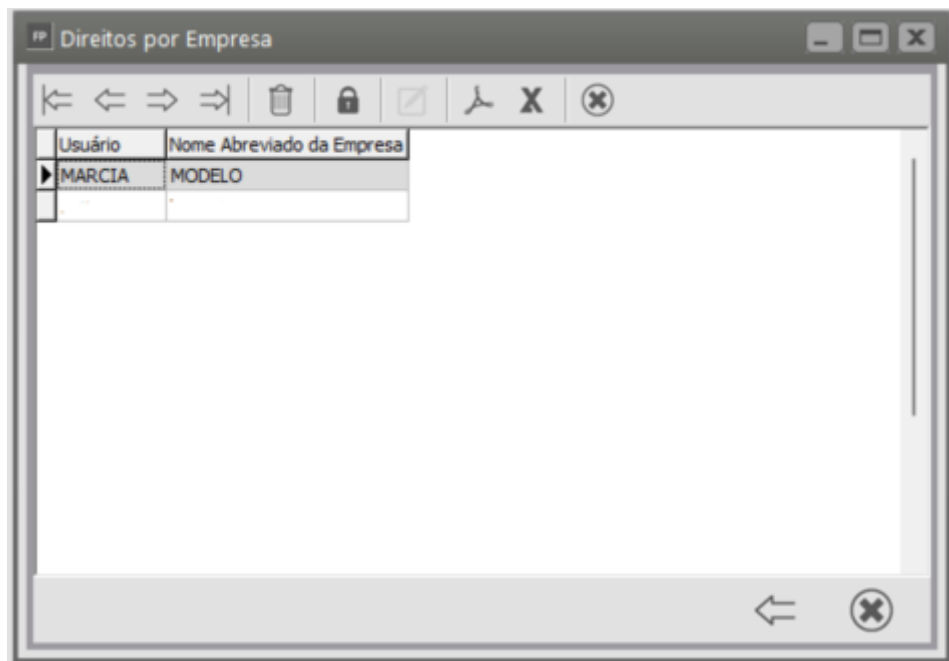 FP Direitos por Empresa
Usuário Nome Abreviado da Empresa
MARCIA MODELO